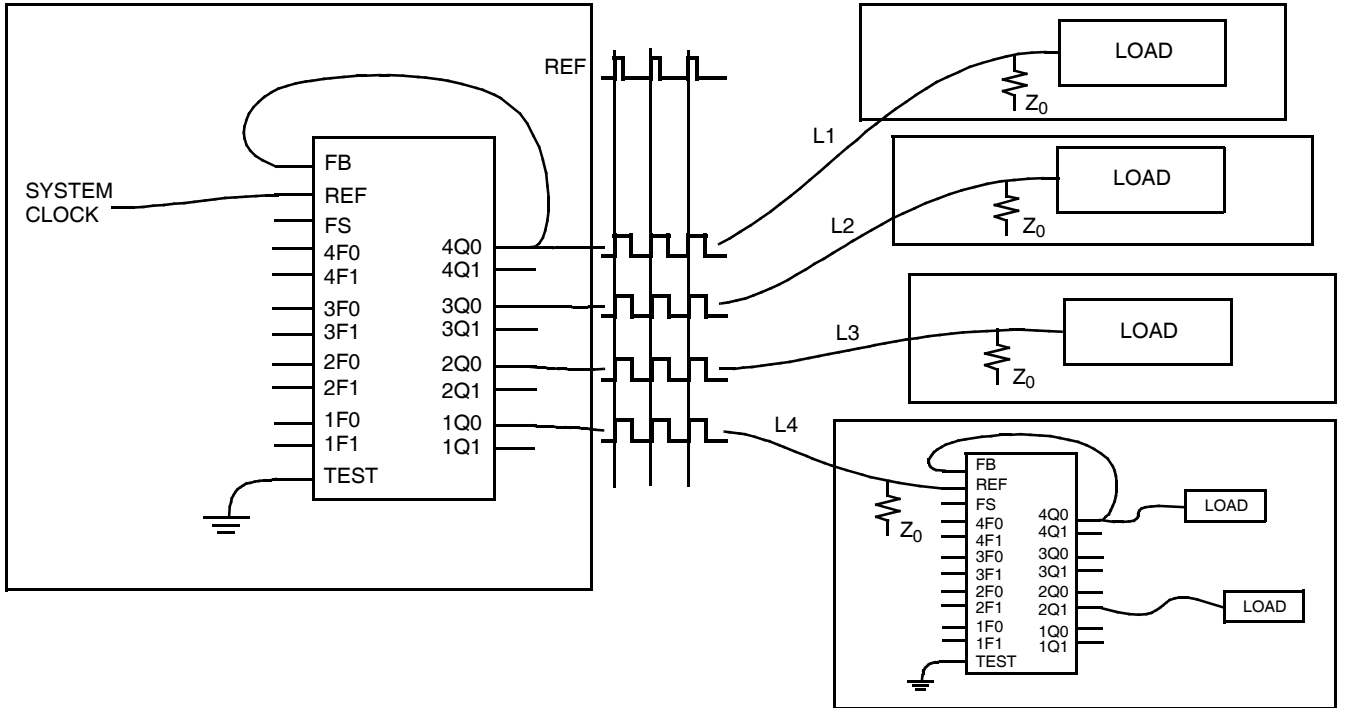 REF
SYSTEM
CLOCK
FB
REF
FS
4F0
4F1
3F0
3F1
2F0
2F1
1F0
1F1
TEST
4Q0
4Q1
3Q0
3Q1
2Q0
2Q1
1Q0
1Q1
L1
L2
L3
L4
LOAD
Z0
LOAD
Z0
LOAD
Z0
Z0
FB
REF
FS
4F0
4F1
3F0
3F1
2F0
2F1
1F0
1F1
TEST
4Q0
4Q1
3Q0
3Q1
2Q0
2Q1
1Q0
1Q1
LOAD
LOAD